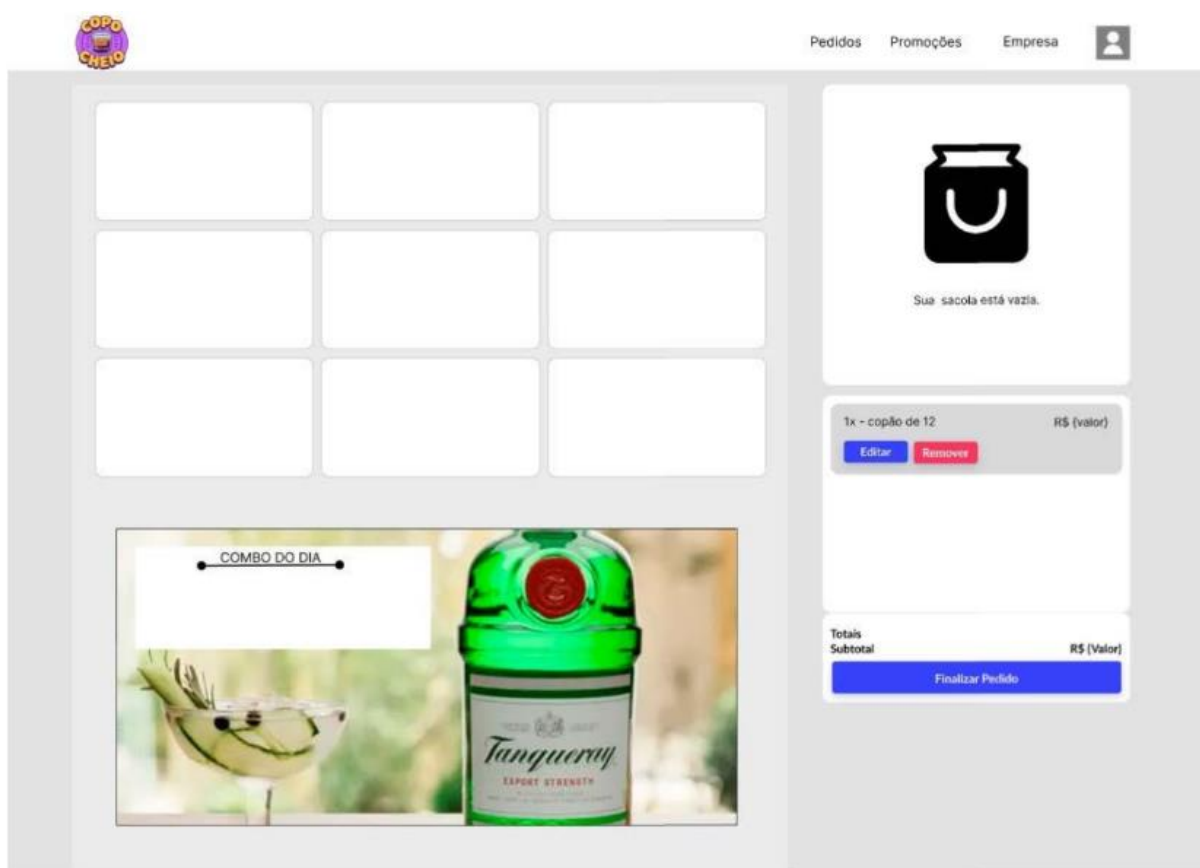 COPO
CHEIO
Pedidos Promoções Empresa
Sua sacola está vazia.
1x - copão de 12 R$ (valor)
Editar Remover
Totais
Subtotal R$ (Valor)
Finalizar Pedido
COMBO DO DIA
Tanqueray
EXPORT STRENGTH